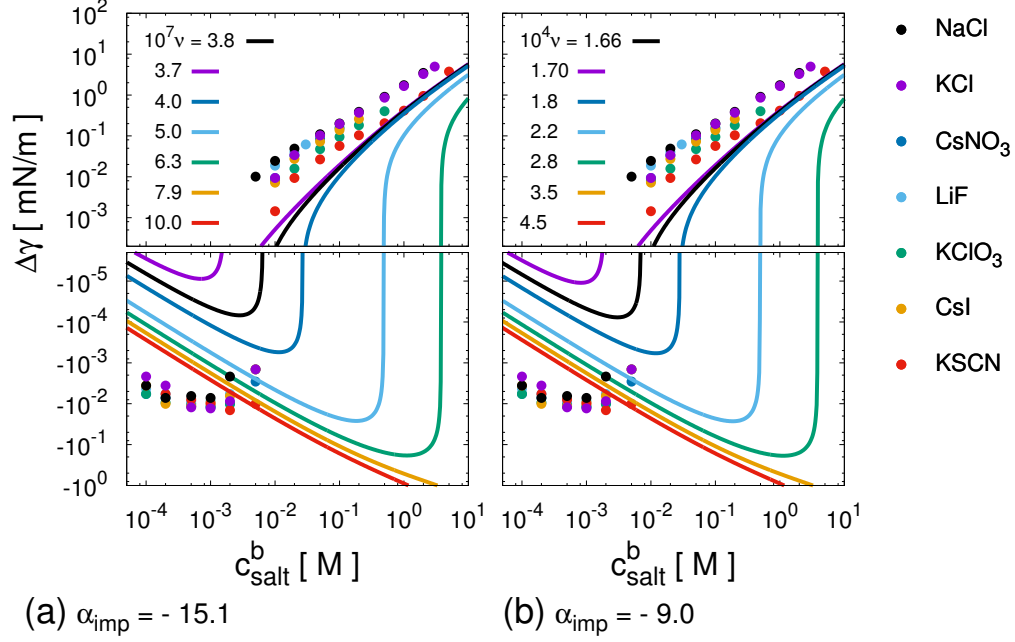 Δγ [ mN/m ]
10² 10¹ 10⁰ 10⁻¹ 10⁻² 10⁻³
-10⁻⁵ -10⁻⁴ -10⁻³ -10⁻² -10⁻¹ -10⁰
10⁷ν = 3.8
3.7
4.0
5.0
6.3
7.9
10.0
10⁻⁴ 10⁻³ 10⁻² 10⁻¹ 10⁰ 10¹
c^b_salt [ M ]
(a) α_imp = - 15.1
10⁴ν = 1.66
1.70
1.8
2.2
2.8
3.5
4.5
10⁻⁴ 10⁻³ 10⁻² 10⁻¹ 10⁰ 10¹
c^b_salt [ M ]
(b) α_imp = - 9.0
NaCl
KCl
CsNO₃
LiF
KClO₃
CsI
KSCN